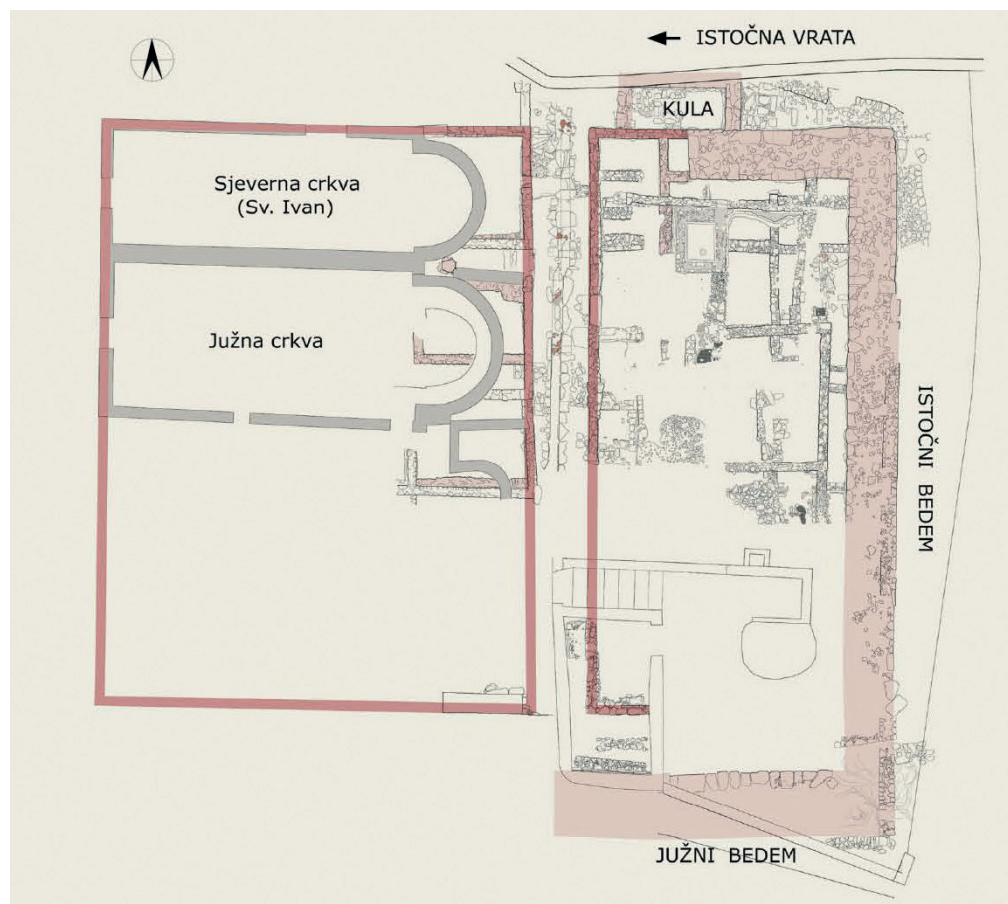 ISTOČNA VRATA
KULA
Sjeverna crkva
(Sv. Ivan)
Južna crkva
ISTOČNI BEDEM
JUŽNI BEDEM